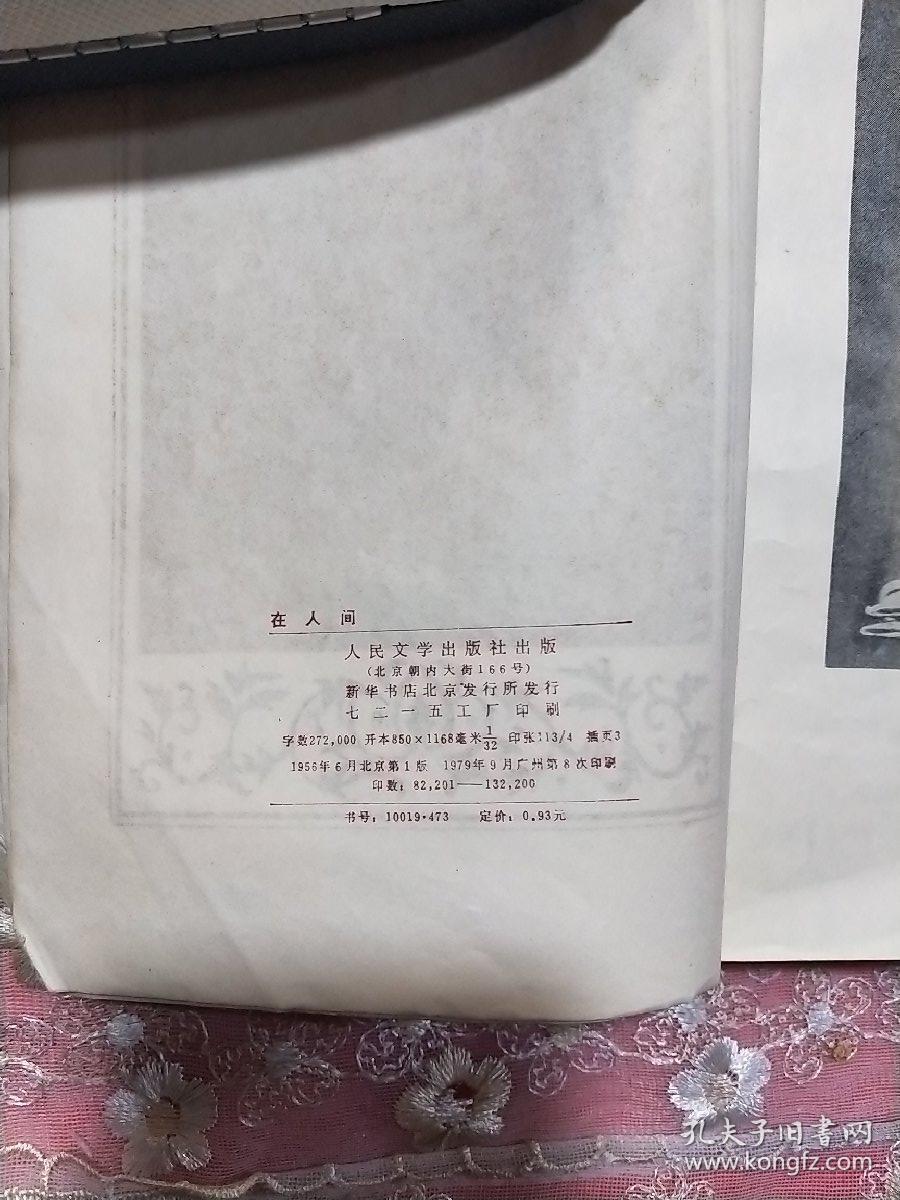 在人间
人民文学出版社出版
(北京朝内大街166号)
新华书店北京发行所发行
七二一五工厂印刷
字数272,000 开本850×1168毫米1/32 印张113/4 插页3
1956年6月北京第1版 1979年9月广州第8次印刷
印数:82,201——132,200
书号:10019·473 定价:0.93元
孔夫子旧书网
www.kongfz.com